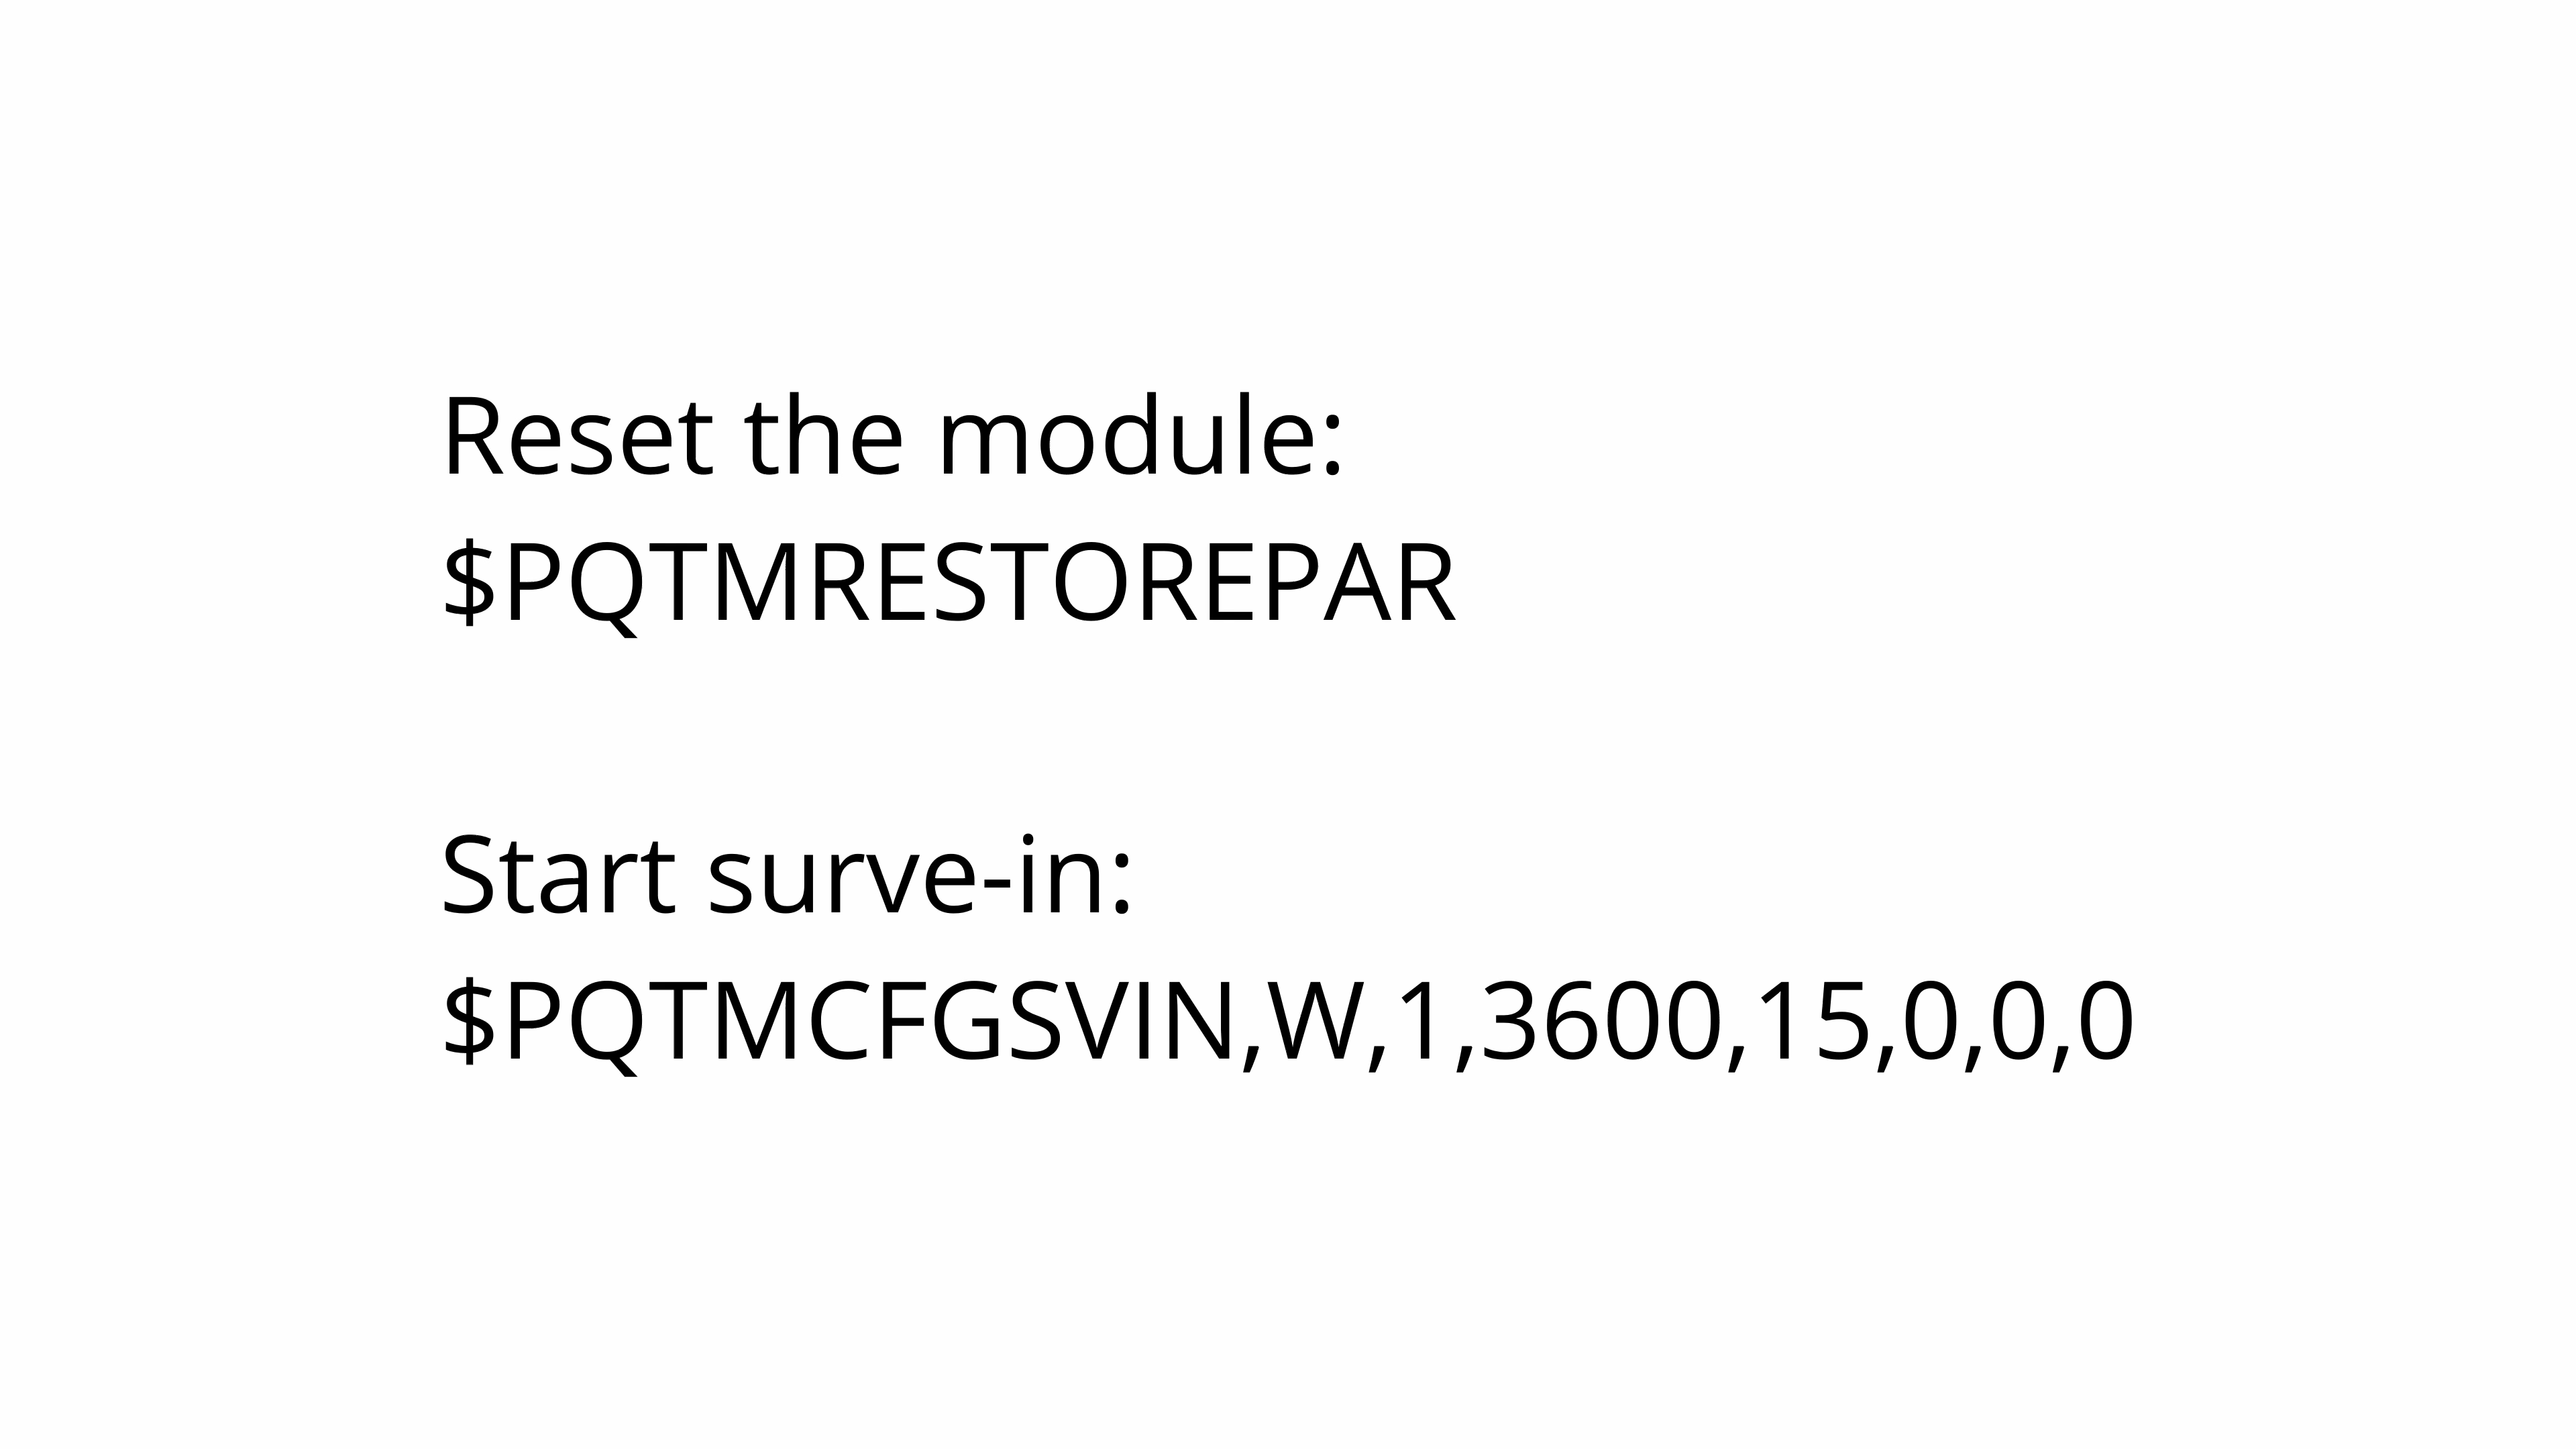 Reset the module:
$PQTMRESTOREPAR
Start surve-in:
$PQTMCFGSVIN,W,1,3600,15,0,0,0